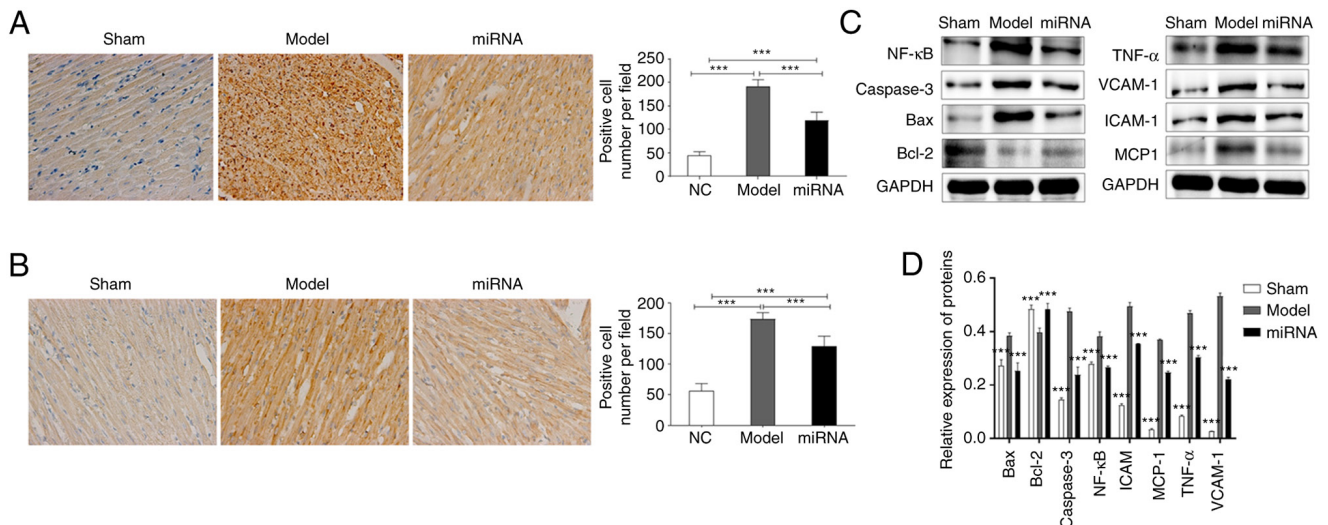 A
Sham Model miRNA
Positive cell
number per field
250
200
150
100
50
0
***
*** ***
NC Model miRNA
B
Sham Model miRNA
Positive cell
number per field
200
150
100
50
0
***
*** ***
NC Model miRNA
C
Sham Model miRNA
NF-κB
Caspase-3
Bax
Bcl-2
GAPDH
Sham Model miRNA
TNF-α
VCAM-1
ICAM-1
MCP1
GAPDH
D
Relative expression of proteins
0.6
0.4
0.2
0.0
*** *** *** *** *** *** *** *** *** *** *** *** *** *** *** ***
Sham
Model
miRNA
Bax
Bcl-2
Caspase-3
NF-κB
ICAM
MCP-1
TNF-α
VCAM-1